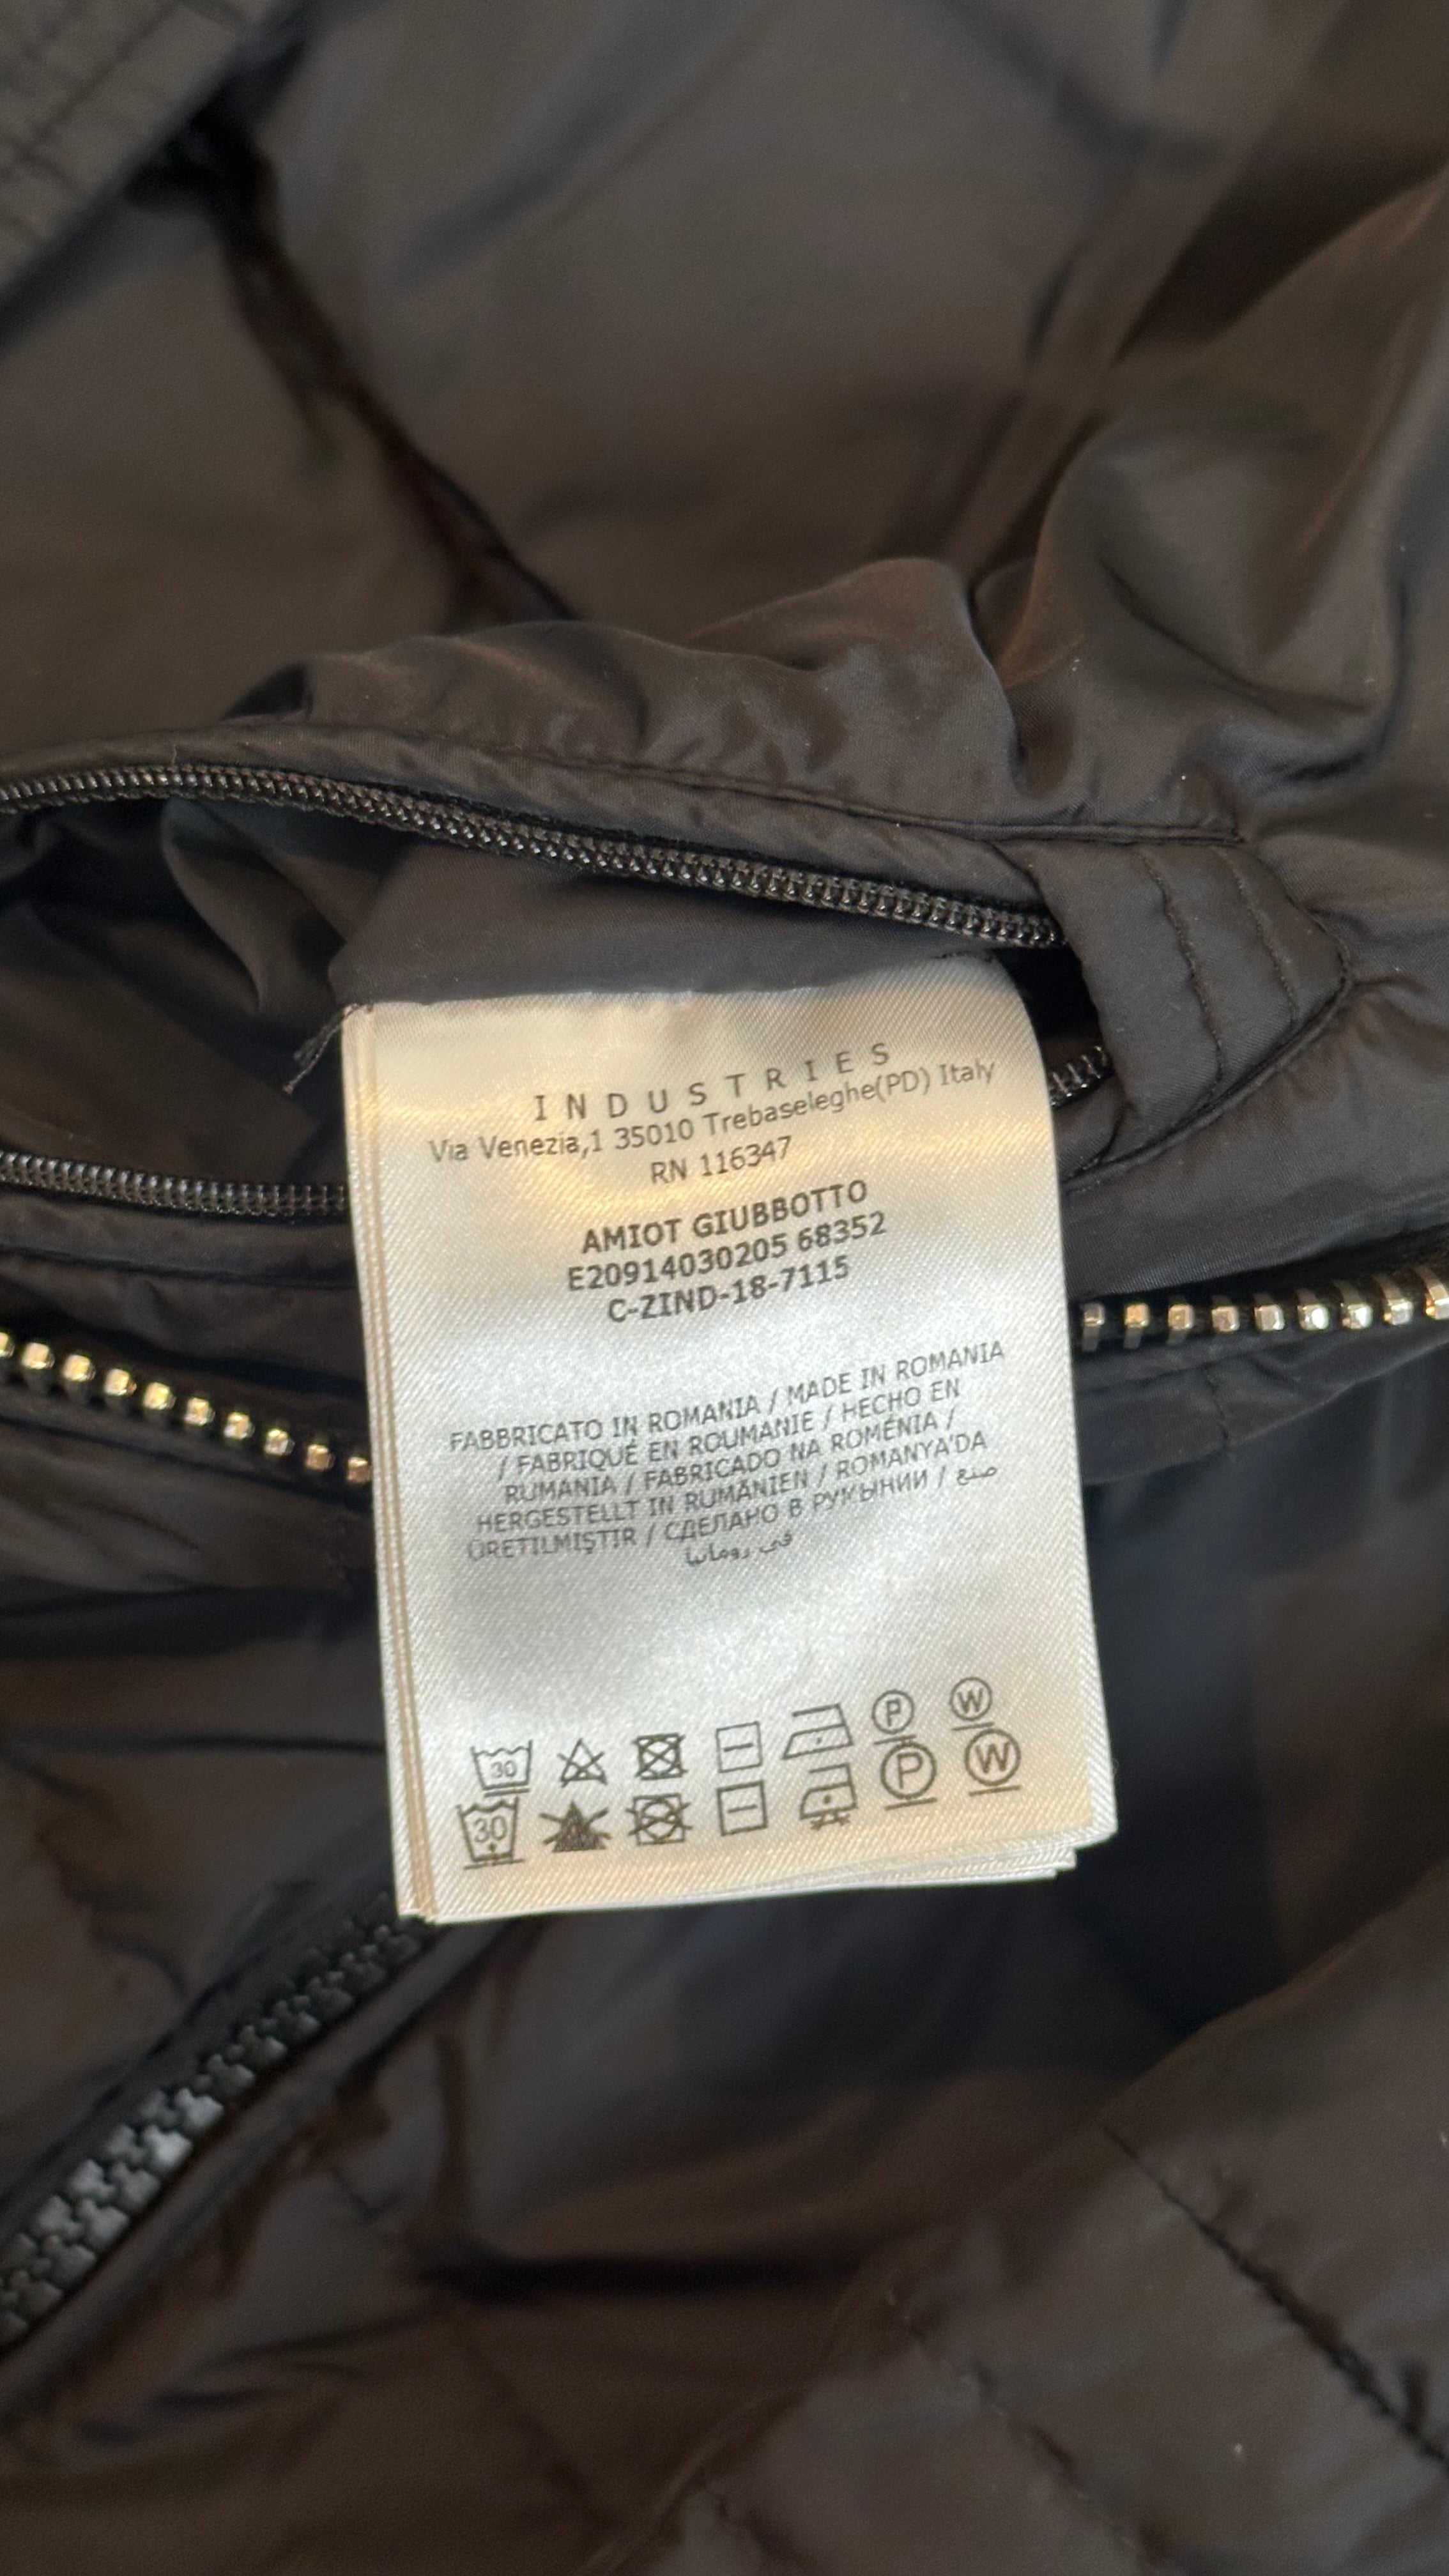 INDUSTRIES
Via Venezia,1 35010 Trebaseleghe(PD) Italy
RN 116347
AMIOT GIUBBOTTO
E20914030205 68352
C-ZIND-18-7115
FABBRICATO IN ROMANIA / MADE IN ROMANIA
/ FABRIQUÉ EN ROUMANIE / HECHO EN
RUMANIA / FABRICADO NA ROMÉNIA /
HERGESTELLT IN RUMÄNIEN / ROMANYA'DA
ÜRETILMIŞTIR / СДЕЛАНО В РУМЫНИИ / صنع
في رومانيا
30 P W
30 P W